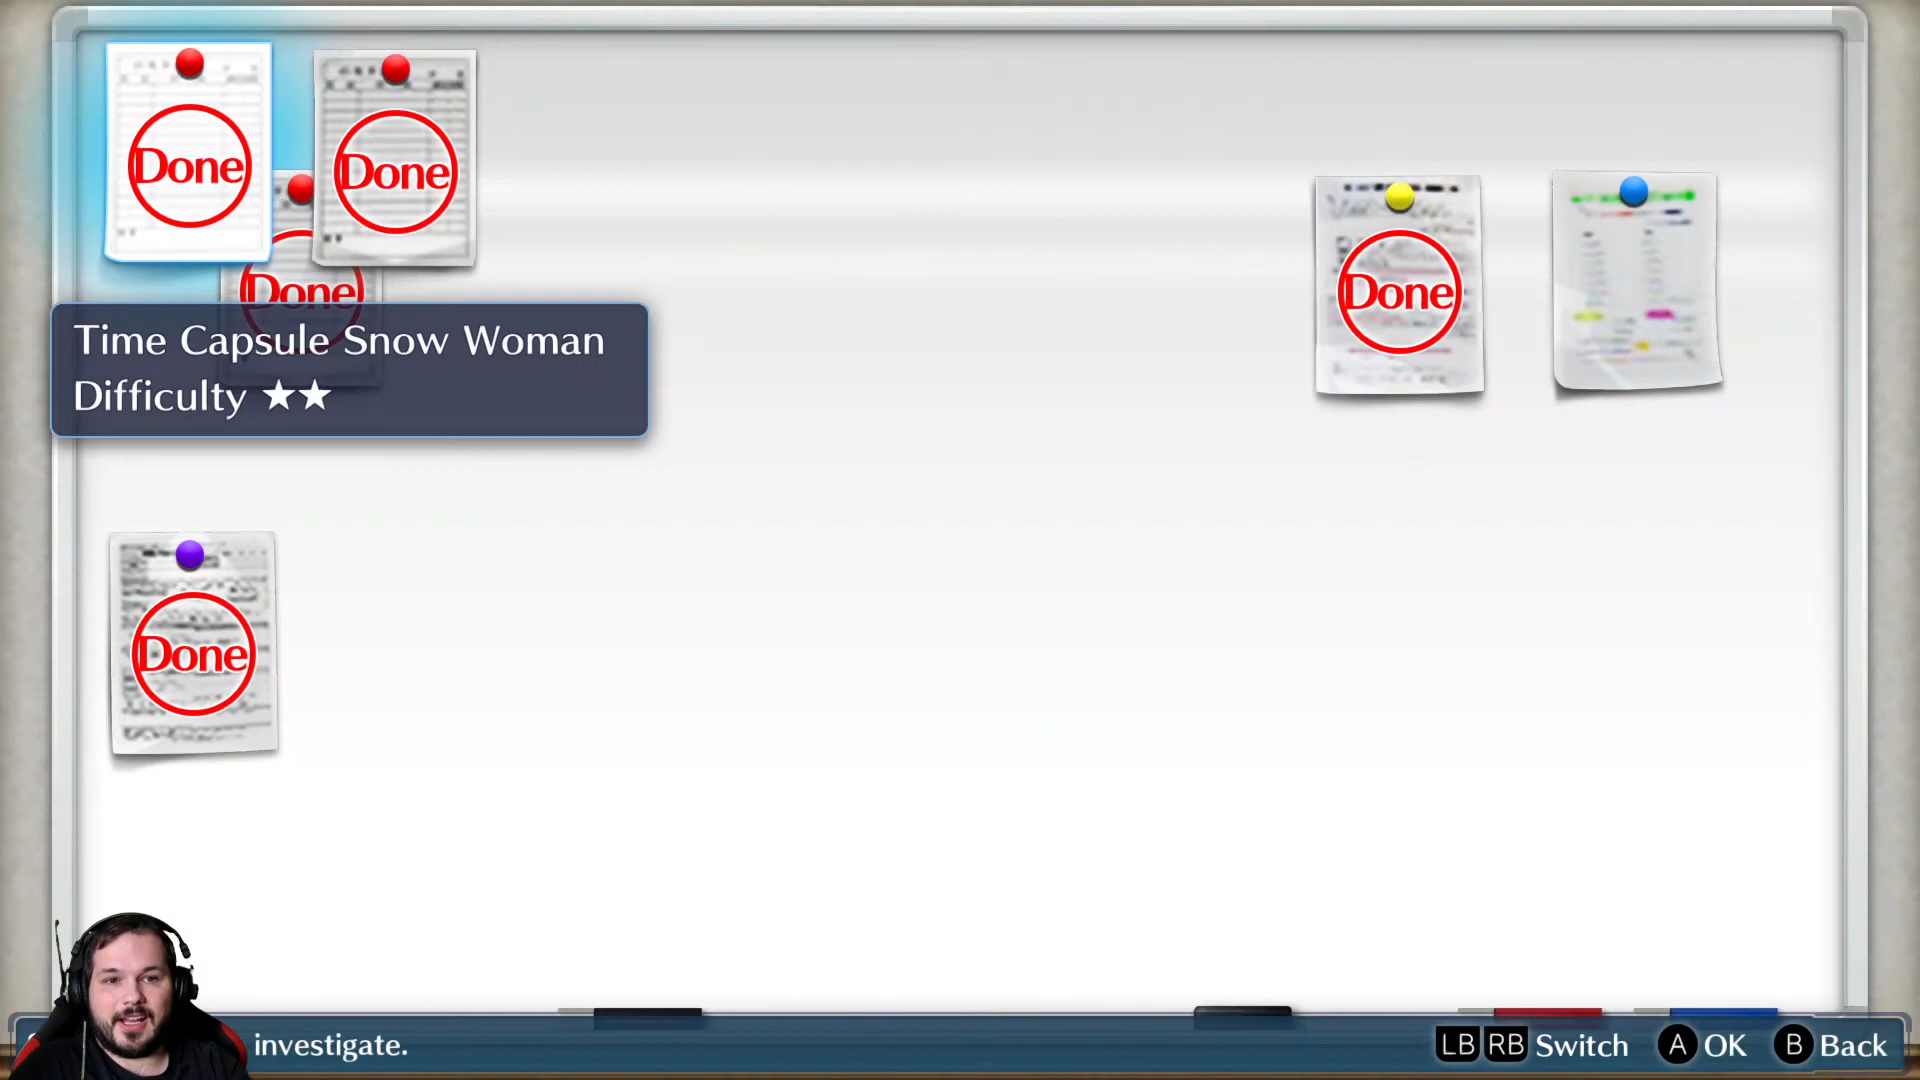 Done
Done
Done
Done
Time Capsule Snow Woman
Difficulty ★★
Done
investigate.
LB RB Switch A OK B Back